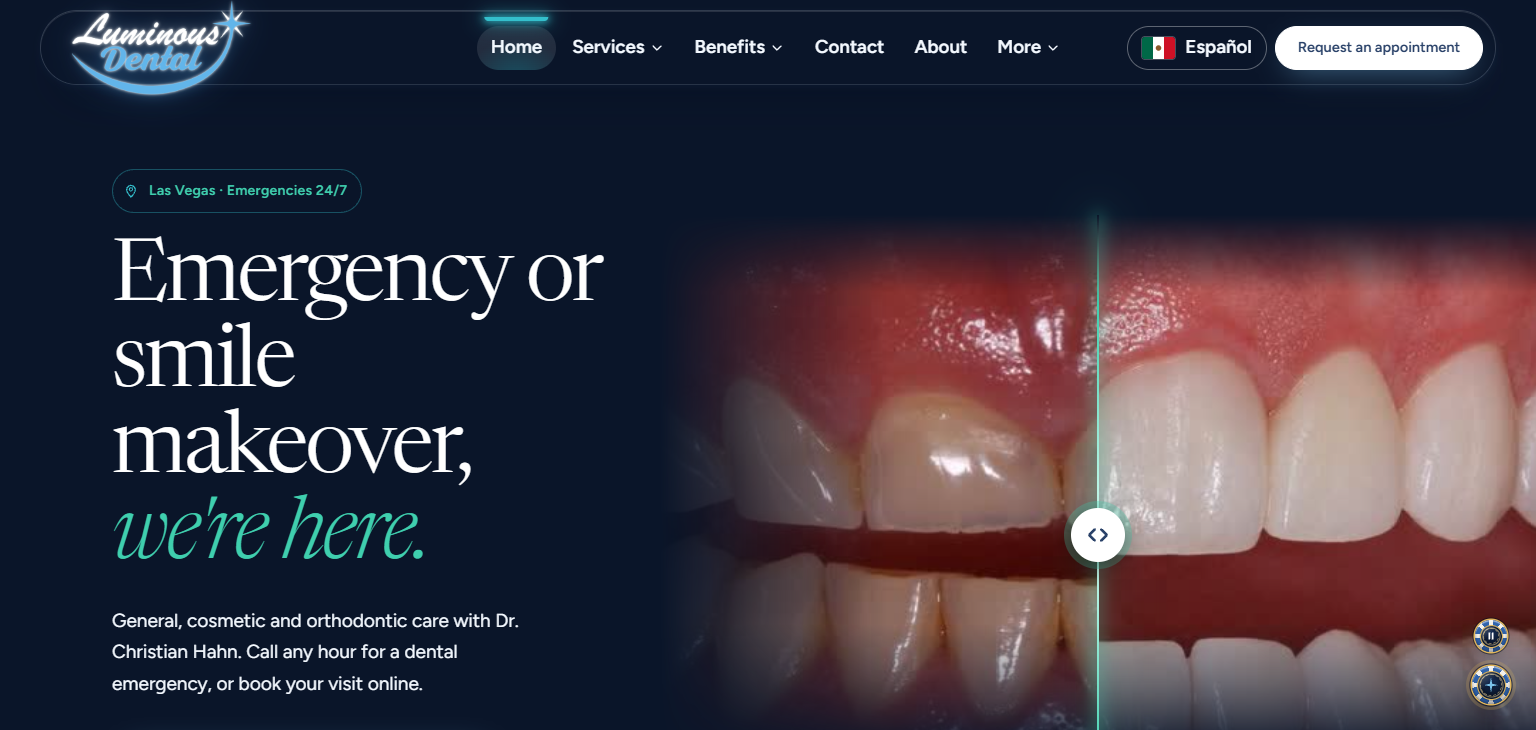 Luminous
Dental
Home
Services
Benefits
Contact
About
More
Español
Request an appointment
Las Vegas · Emergencies 24/7
Emergency or
smile
makeover,
we're here.
General, cosmetic and orthodontic care with Dr.
Christian Hahn. Call any hour for a dental
emergency, or book your visit online.